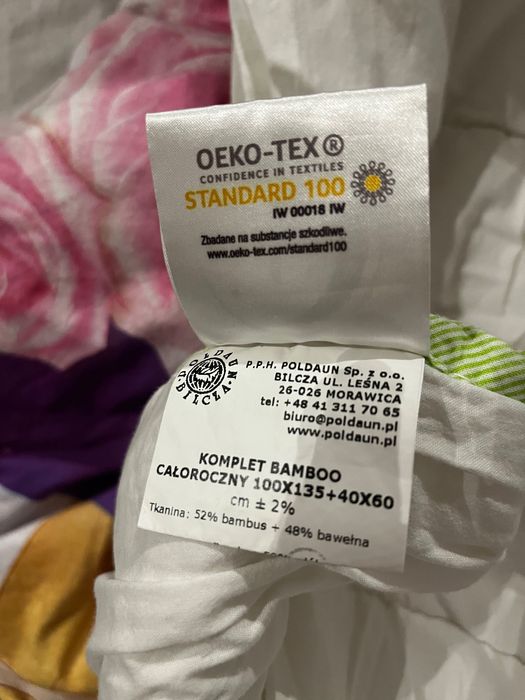 OEKO-TEX®
CONFIDENCE IN TEXTILES
STANDARD 100
IW 00018 IW
Zbadane na substancje szkodliwe.
www.oeko-tex.com/standard100
POLDAUN
BILCZA
P.P.H. POLDAUN Sp. z o.o.
BILCZA UL. LEŚNA 2
26-026 MORAWICA
tel: +48 41 311 70 65
biuro@poldaun.pl
www.poldaun.pl
KOMPLET BAMBOO
CAŁOROCZNY 100X135+40X60
cm ± 2%
Tkanina: 52% bambus + 48% bawełna